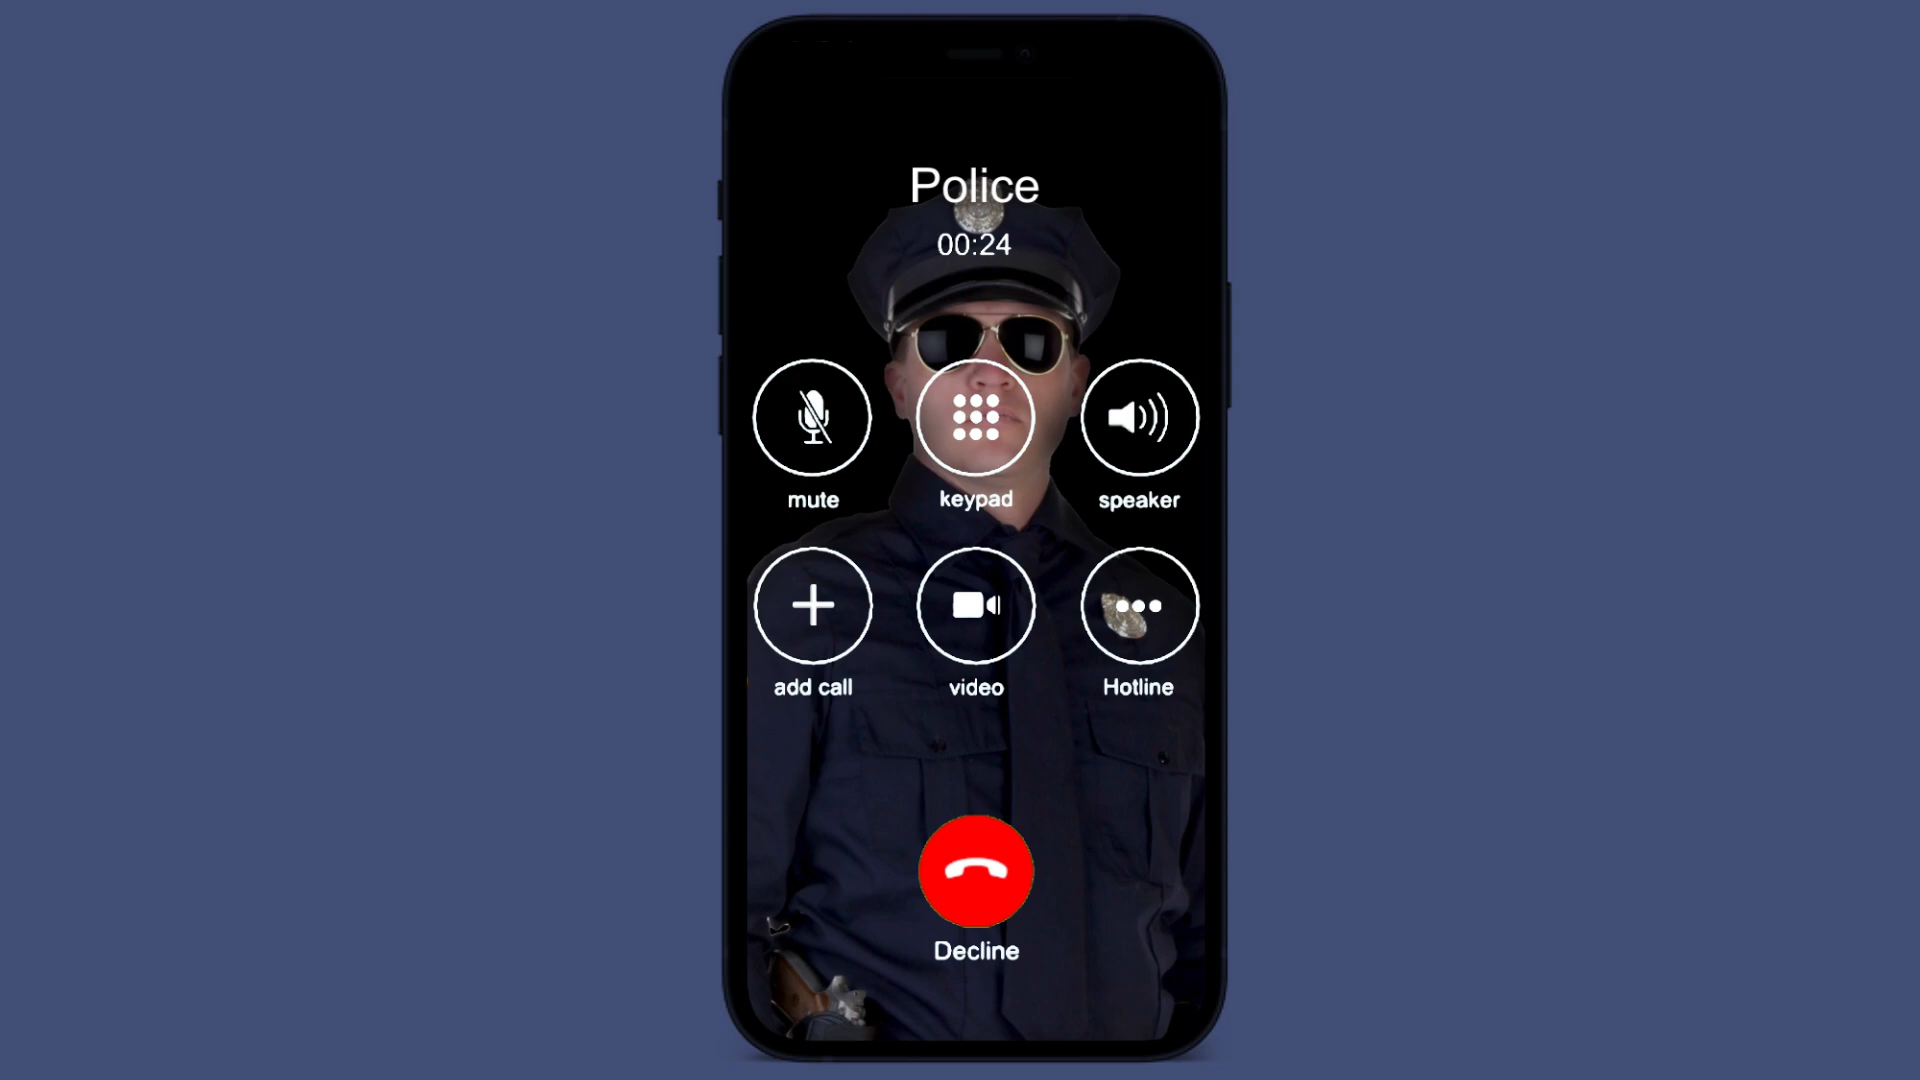 Police
00:24
mute keypad speaker
add call video Hotline
Decline